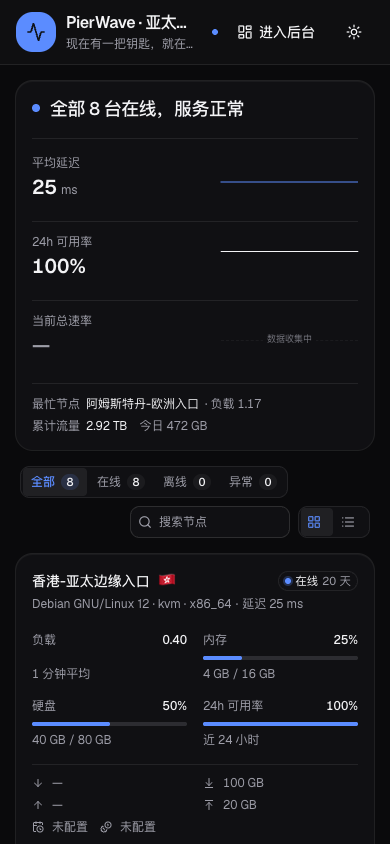 PierWave · 亚太...
现在有一把钥匙，就在...
进入后台
全部 8 台在线，服务正常
平均延迟
25 ms
24h 可用率
100%
当前总速率
—
数据收集中
最忙节点 阿姆斯特丹-欧洲入口 · 负载 1.17
累计流量 2.92 TB 今日 472 GB
全部 8 在线 8 离线 0 异常 0
搜索节点
香港-亚太边缘入口 🇭🇰 在线 20 天
Debian GNU/Linux 12 · kvm · x86_64 · 延迟 25 ms
负载 0.40 内存 25%
1 分钟平均 4 GB / 16 GB
硬盘 50% 24h 可用率 100%
40 GB / 80 GB 近 24 小时
↓ — 100 GB
↑ — 20 GB
未配置 未配置